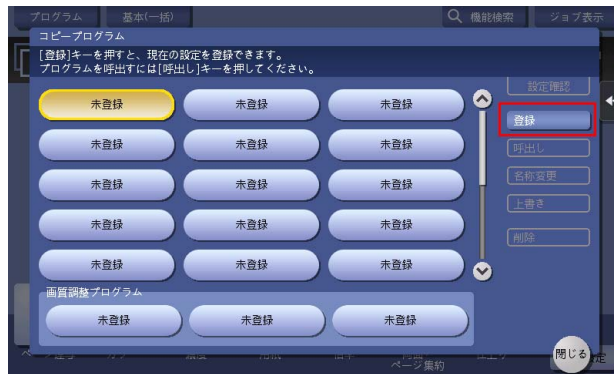 プログラム 基本(一括) 機能検索 ジョブ表示
コピープログラム
[登録]キーを押すと、現在の設定を登録できます。
プログラムを呼出すには[呼出し]キーを押してください。
設定確認
未登録 未登録 未登録
登録
未登録 未登録 未登録
呼出し
未登録 未登録 未登録
名称変更
上書き
未登録 未登録 未登録
削除
未登録 未登録 未登録
画質調整プログラム
未登録 未登録 未登録
閉じる
ページ集約